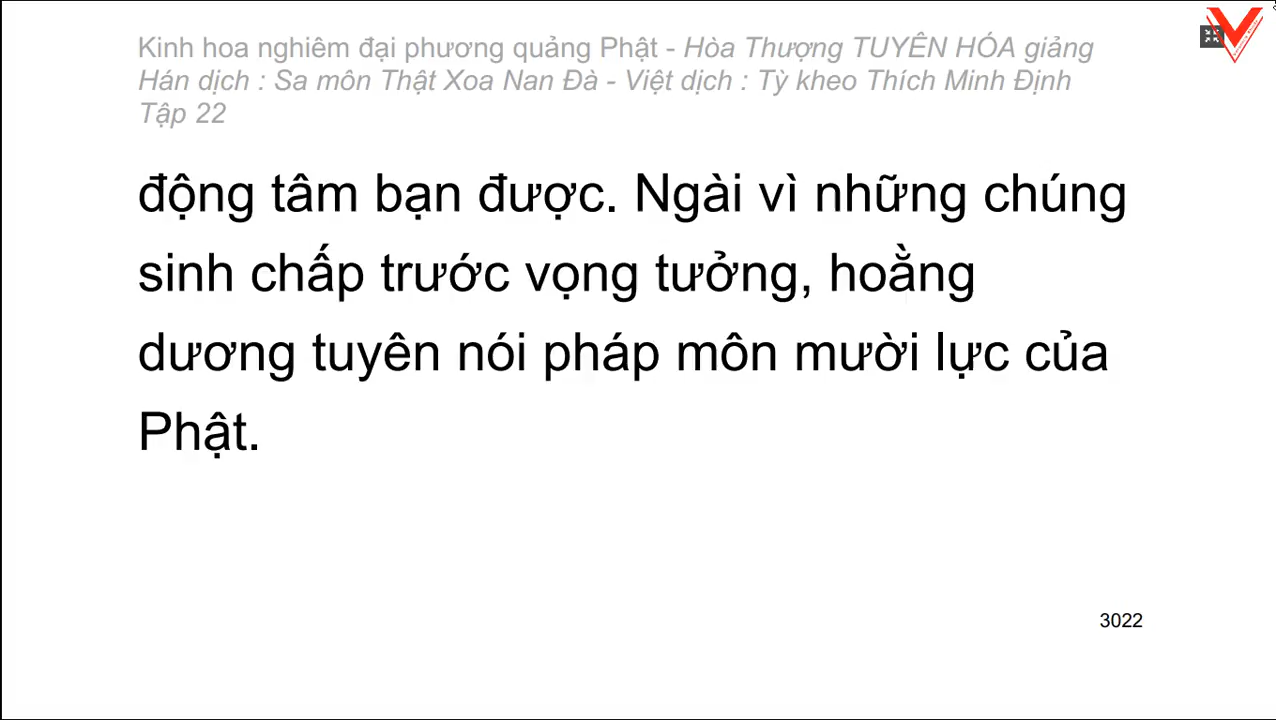 Kinh hoa nghiêm đại phương quảng Phật - Hòa Thượng TUYÊN HÓA giảng
Hán dịch : Sa môn Thật Xoa Nan Đà - Việt dịch : Tỳ kheo Thích Minh Định
Tập 22
động tâm bạn được. Ngài vì những chúng
sinh chấp trước vọng tưởng, hoằng
dương tuyên nói pháp môn mười lực của
Phật.
3022